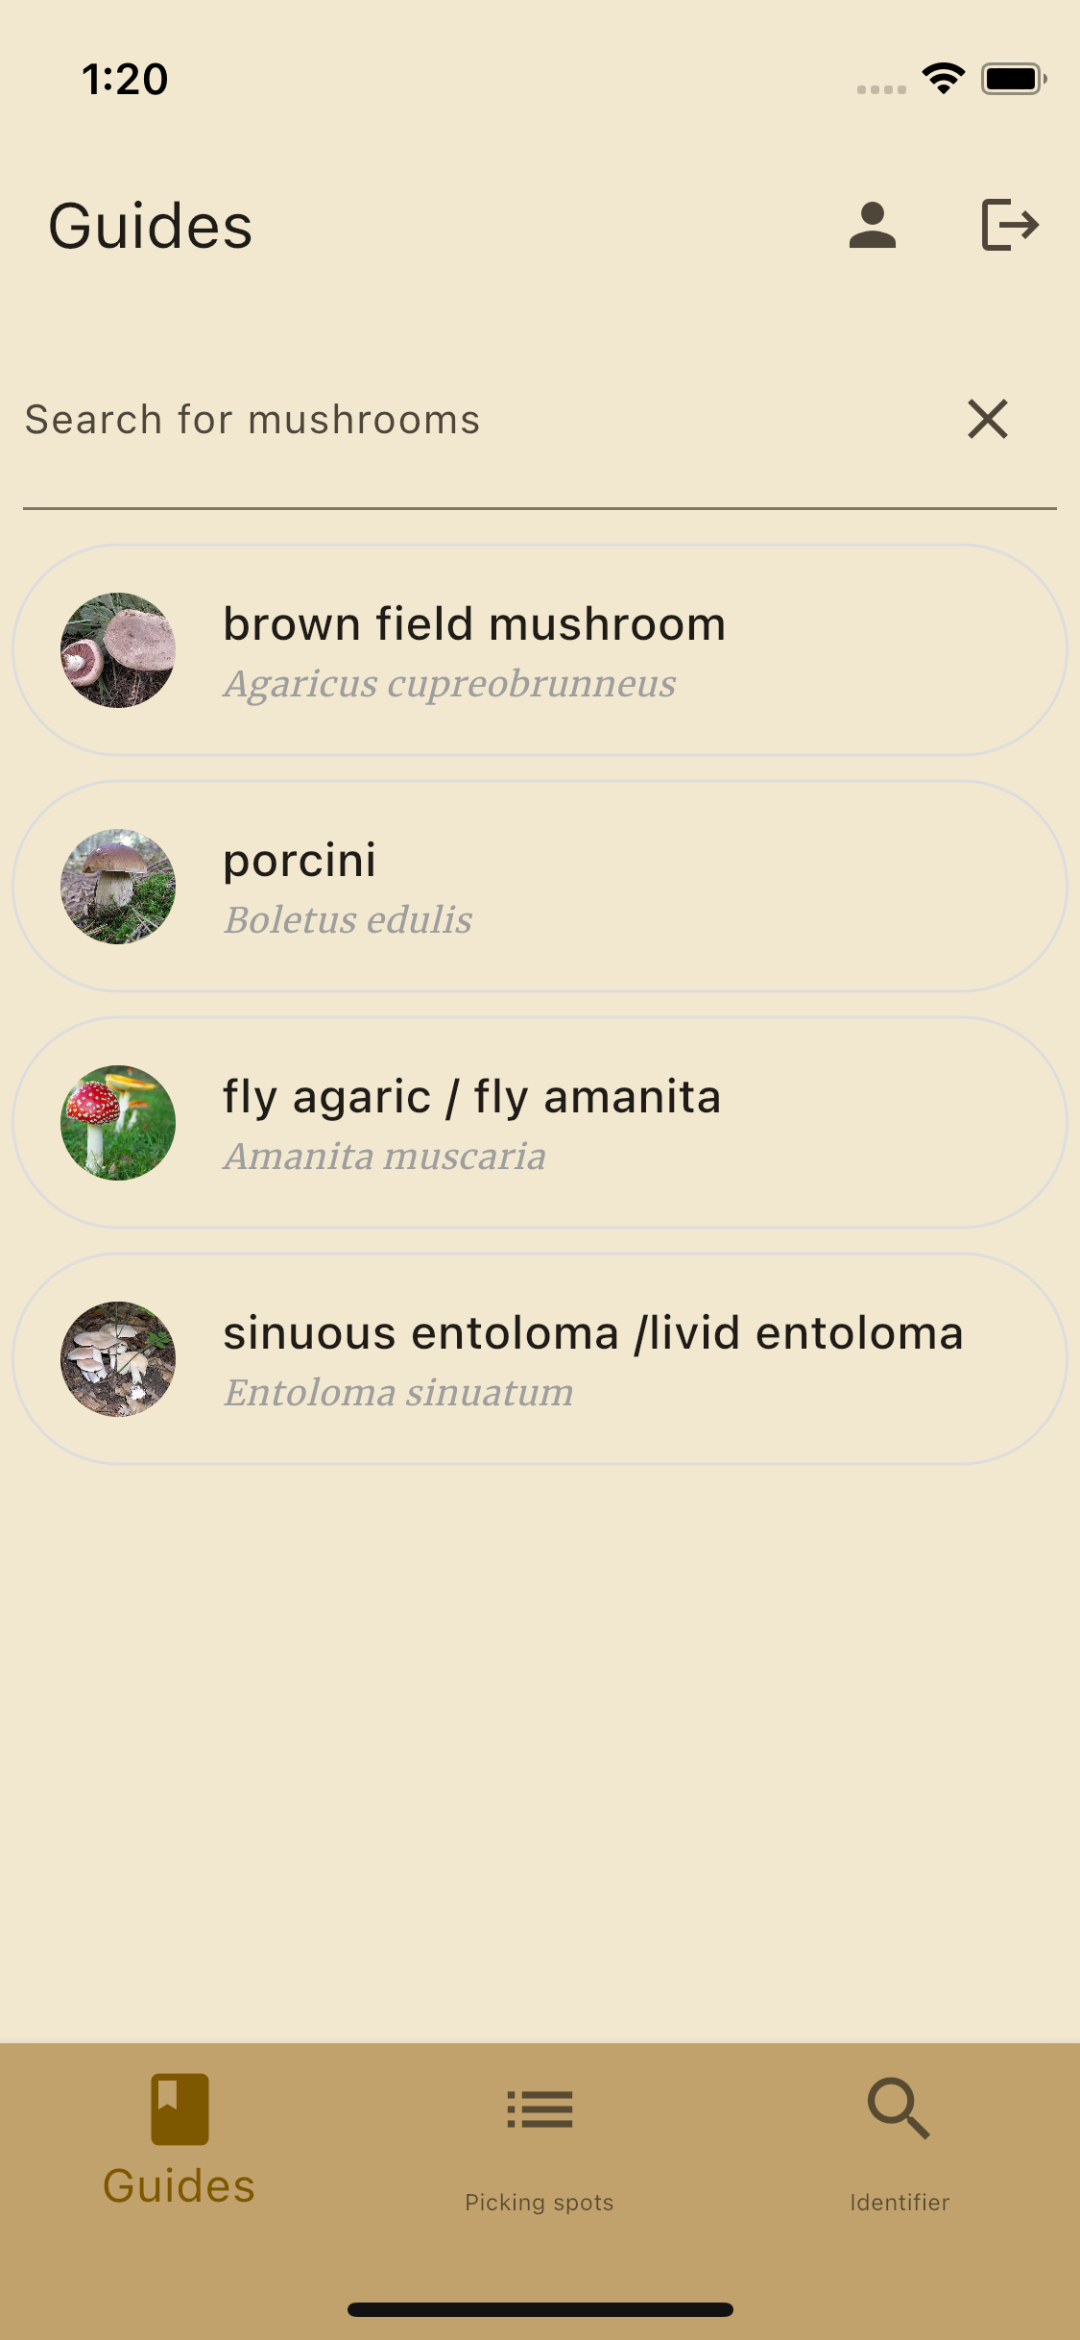 1:20
Guides
Search for mushrooms
brown field mushroom
Agaricus cupreobrunneus
porcini
Boletus edulis
fly agaric / fly amanita
Amanita muscaria
sinuous entoloma /livid entoloma
Entoloma sinuatum
Guides
Picking spots
Identifier